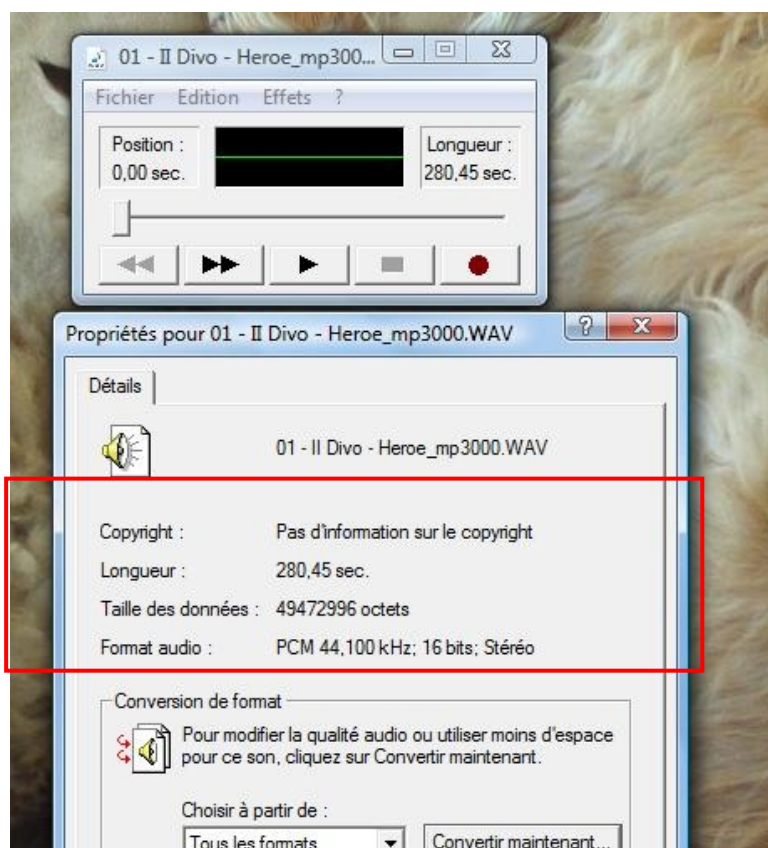 01 - Il Divo - Heroe_mp300...
Fichier Edition Effets ?
Position : Longueur :
0,00 sec. 280,45 sec.
Propriétés pour 01 - Il Divo - Heroe_mp3000.WAV
Détails
01 - Il Divo - Heroe_mp3000.WAV
Copyright : Pas d'information sur le copyright
Longueur : 280,45 sec.
Taille des données : 49472996 octets
Format audio : PCM 44,100 kHz; 16 bits; Stéréo
Conversion de format
Pour modifier la qualité audio ou utiliser moins d'espace
pour ce son, cliquez sur Convertir maintenant.
Choisir à partir de :
Tous les formats Convertir maintenant...